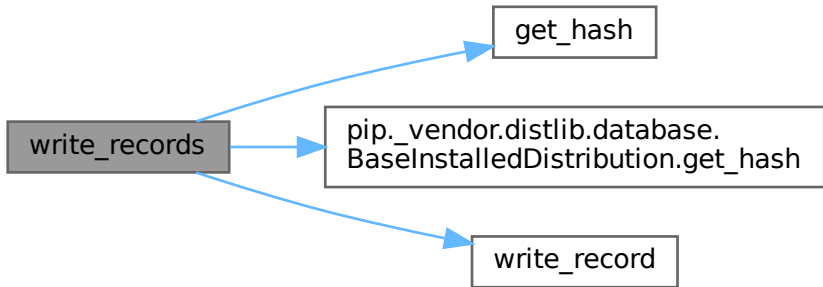 get_hash
write_records
pip._vendor.distlib.database.
BaseInstalledDistribution.get_hash
write_record